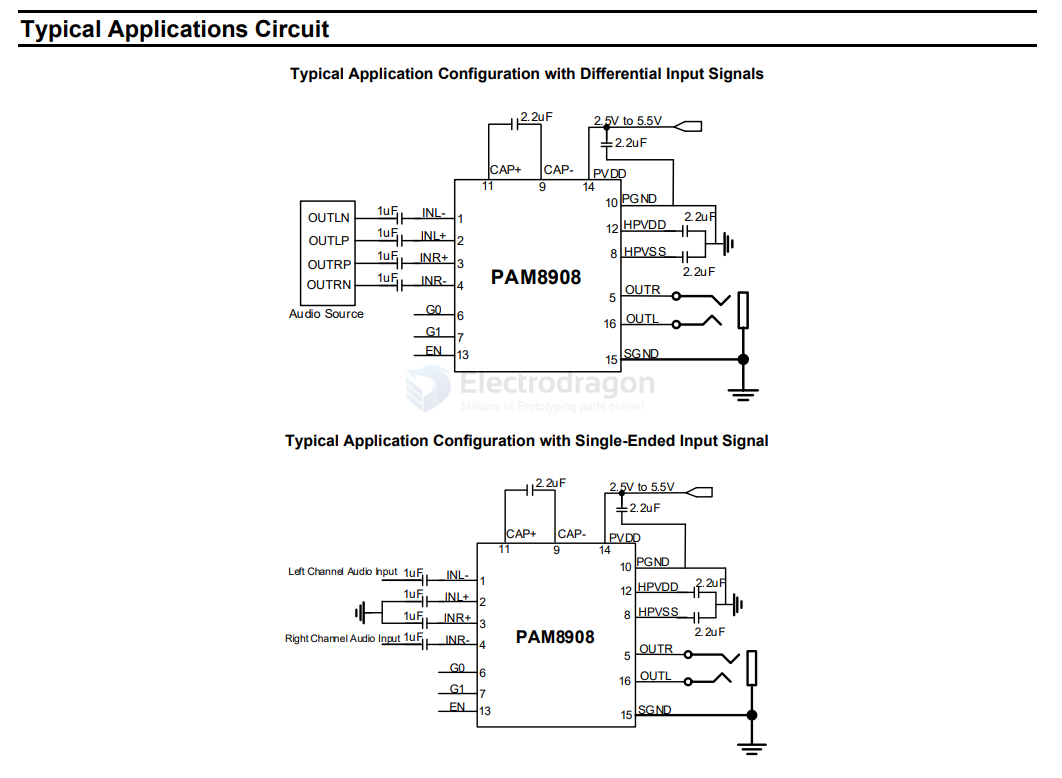 Typical Applications Circuit
Typical Application Configuration with Differential Input Signals
2.2uF
2.5V to 5.5V
2.2uF
CAP+ CAP- PVDD
11 9 14
10 PGND
OUTLN 1uF INL- 1
12 HPVDD 2.2uF
OUTLP 1uF INL+ 2
8 HPVSS
OUTRP 1uF INR+ 3
2.2uF
OUTRN 1uF INR- 4
PAM8908
5 OUTR
Audio Source
G0 6
16 OUTL
G1 7
EN 13
15 SGND
Electrodragon
Millions of Prototyping parts online!
Typical Application Configuration with Single-Ended Input Signal
2.2uF
2.5V to 5.5V
2.2uF
CAP+ CAP- PVDD
11 9 14
10 PGND
Left Channel Audio Input 1uF INL- 1
12 HPVDD 2.2uF
1uF INL+ 2
8 HPVSS
1uF INR+ 3
2.2uF
Right Channel Audio Input 1uF INR- 4
PAM8908
5 OUTR
G0 6
16 OUTL
G1 7
EN 13
15 SGND